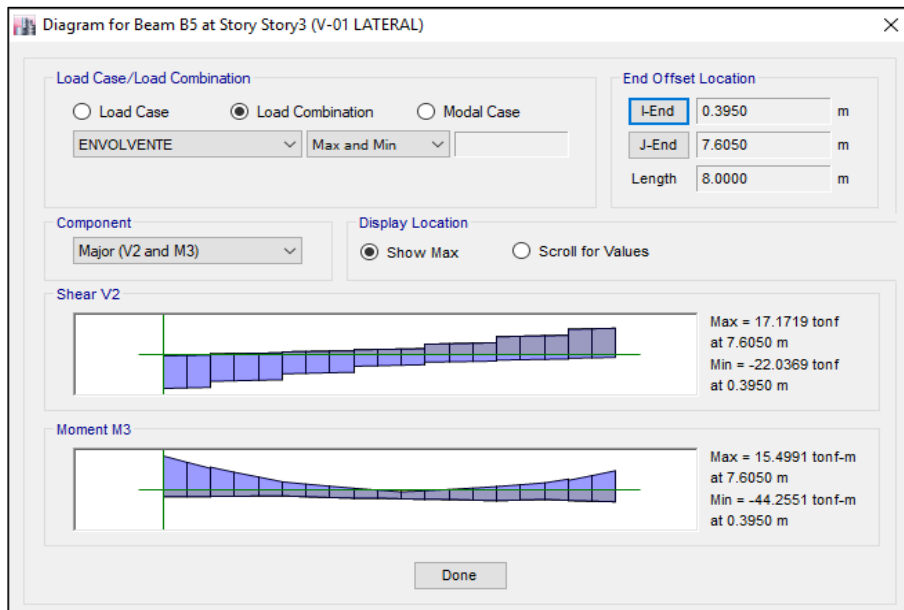 Diagram for Beam B5 at Story Story3 (V-01 LATERAL)
Load Case/Load Combination
Load Case
Load Combination
Modal Case
ENVOLVENTE
Max and Min
End Offset Location
I-End
0.3950
m
J-End
7.6050
m
Length
8.0000
m
Component
Major (V2 and M3)
Display Location
Show Max
Scroll for Values
Shear V2
Max = 17.1719 tonf
at 7.6050 m
Min = -22.0369 tonf
at 0.3950 m
Moment M3
Max = 15.4991 tonf-m
at 7.6050 m
Min = -44.2551 tonf-m
at 0.3950 m
Done